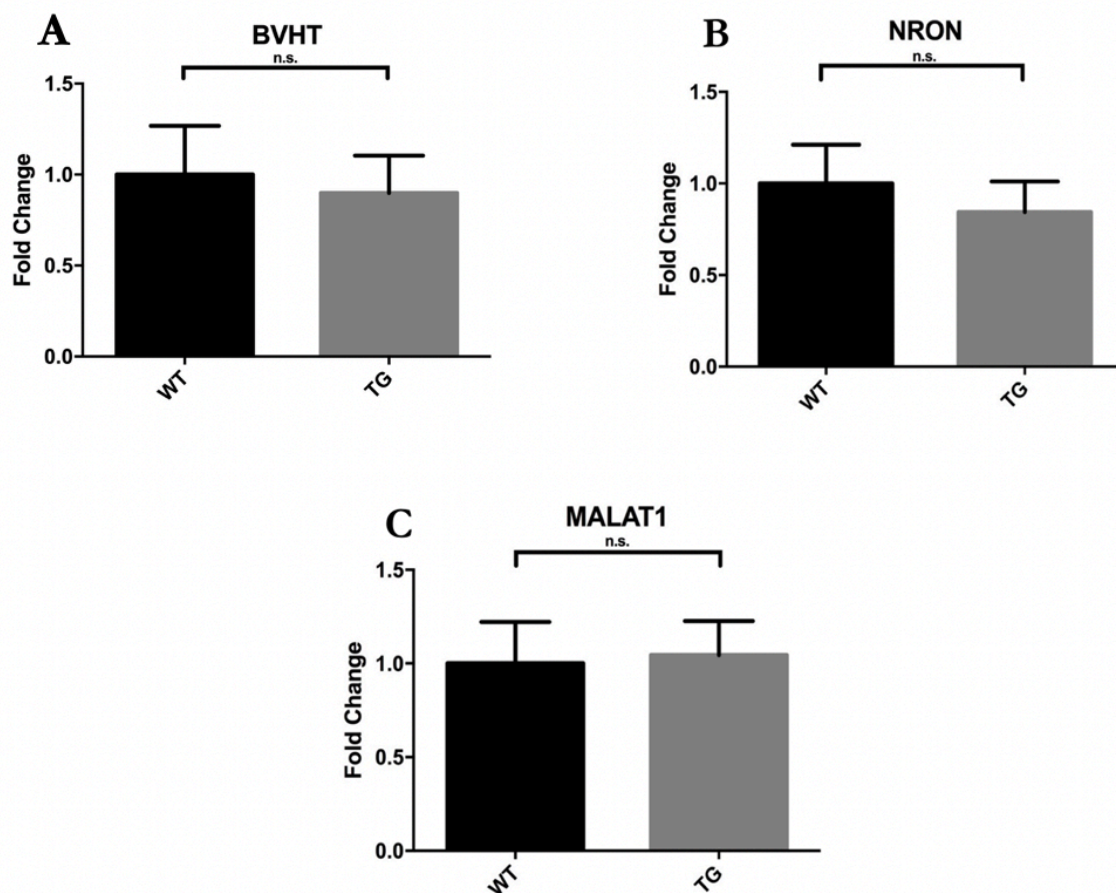 A
BVHT
n.s.
Fold Change
1.5
1.0
0.5
0.0
WT
TG
B
NRON
n.s.
Fold Change
1.5
1.0
0.5
0.0
WT
TG
C
MALAT1
n.s.
Fold Change
1.5
1.0
0.5
0.0
WT
TG